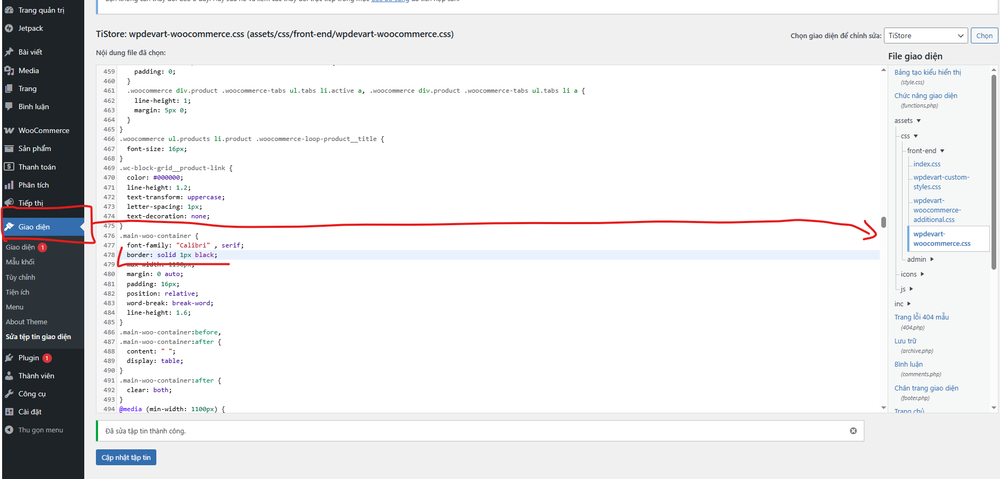 Trang quản trị
Jetpack
Bài viết
Media
Trang
Bình luận
WooCommerce
Sản phẩm
Thanh toán
Phân tích
Tiếp thị
Giao diện
Giao diện 1
Mẫu khối
Tùy chỉnh
Tiện ích
Menu
About Theme
Sửa tệp tin giao diện
Plugin 1
Thành viên
Công cụ
Cài đặt
Thu gọn menu
TiStore: wpdevart-woocommerce.css (assets/css/front-end/wpdevart-woocommerce.css)
Chọn giao diện để chỉnh sửa: TiStore Chọn
Nội dung file đã chọn:
459 padding: 0;
460 }
461 .woocommerce div.product .woocommerce-tabs ul.tabs li.active a, .woocommerce div.product .woocommerce-tabs ul.tabs li a {
462 line-height: 1;
463 margin: 5px 0;
464 }
465 }
466 .woocommerce ul.products li.product .woocommerce-loop-product__title {
467 font-size: 16px;
468 }
469 .wc-block-grid__product-link {
470 color: #000000;
471 line-height: 1.2;
472 text-transform: uppercase;
473 letter-spacing: 1px;
474 text-decoration: none;
475 }
476 .main-woo-container {
477 font-family: "Calibri" , serif;
478 border: solid 1px black;
479 max-width: 1150px;
480 margin: 0 auto;
481 padding: 16px;
482 position: relative;
483 word-break: break-word;
484 line-height: 1.6;
485 }
486 .main-woo-container:before,
487 .main-woo-container:after {
488 content: " ";
489 display: table;
490 }
491 .main-woo-container:after {
492 clear: both;
493 }
494 @media (min-width: 1100px) {
File giao diện
Bảng tạo kiểu hiển thị
(style.css)
Chức năng giao diện
(functions.php)
assets
css
front-end
index.css
wpdevart-custom-
styles.css
wpdevart-
woocommerce-
additional.css
wpdevart-
woocommerce.css
admin
icons
js
inc
Trang lỗi 404 mẫu
(404.php)
Lưu trữ
(archive.php)
Bình luận
(comments.php)
Chân trang giao diện
(footer.php)
Trang chủ
Đã sửa tập tin thành công.
Cập nhật tập tin